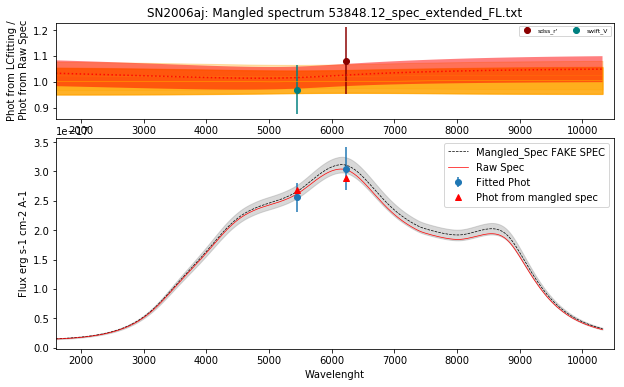 SN2006aj: Mangled spectrum 53848.12_spec_extended_FL.txt
Phot from LCfitting /
Phot from Raw Spec
1.2
1.1
1.0
0.9
sdss_r'
swift_V
2000 3000 4000 5000 6000 7000 8000 9000 10000
1e-17
3.5
3.0
2.5
2.0
1.5
1.0
0.5
0.0
Flux erg s-1 cm-2 A-1
Mangled_Spec FAKE SPEC
Raw Spec
Fitted Phot
Phot from mangled spec
2000 3000 4000 5000 6000 7000 8000 9000 10000
Wavelenght